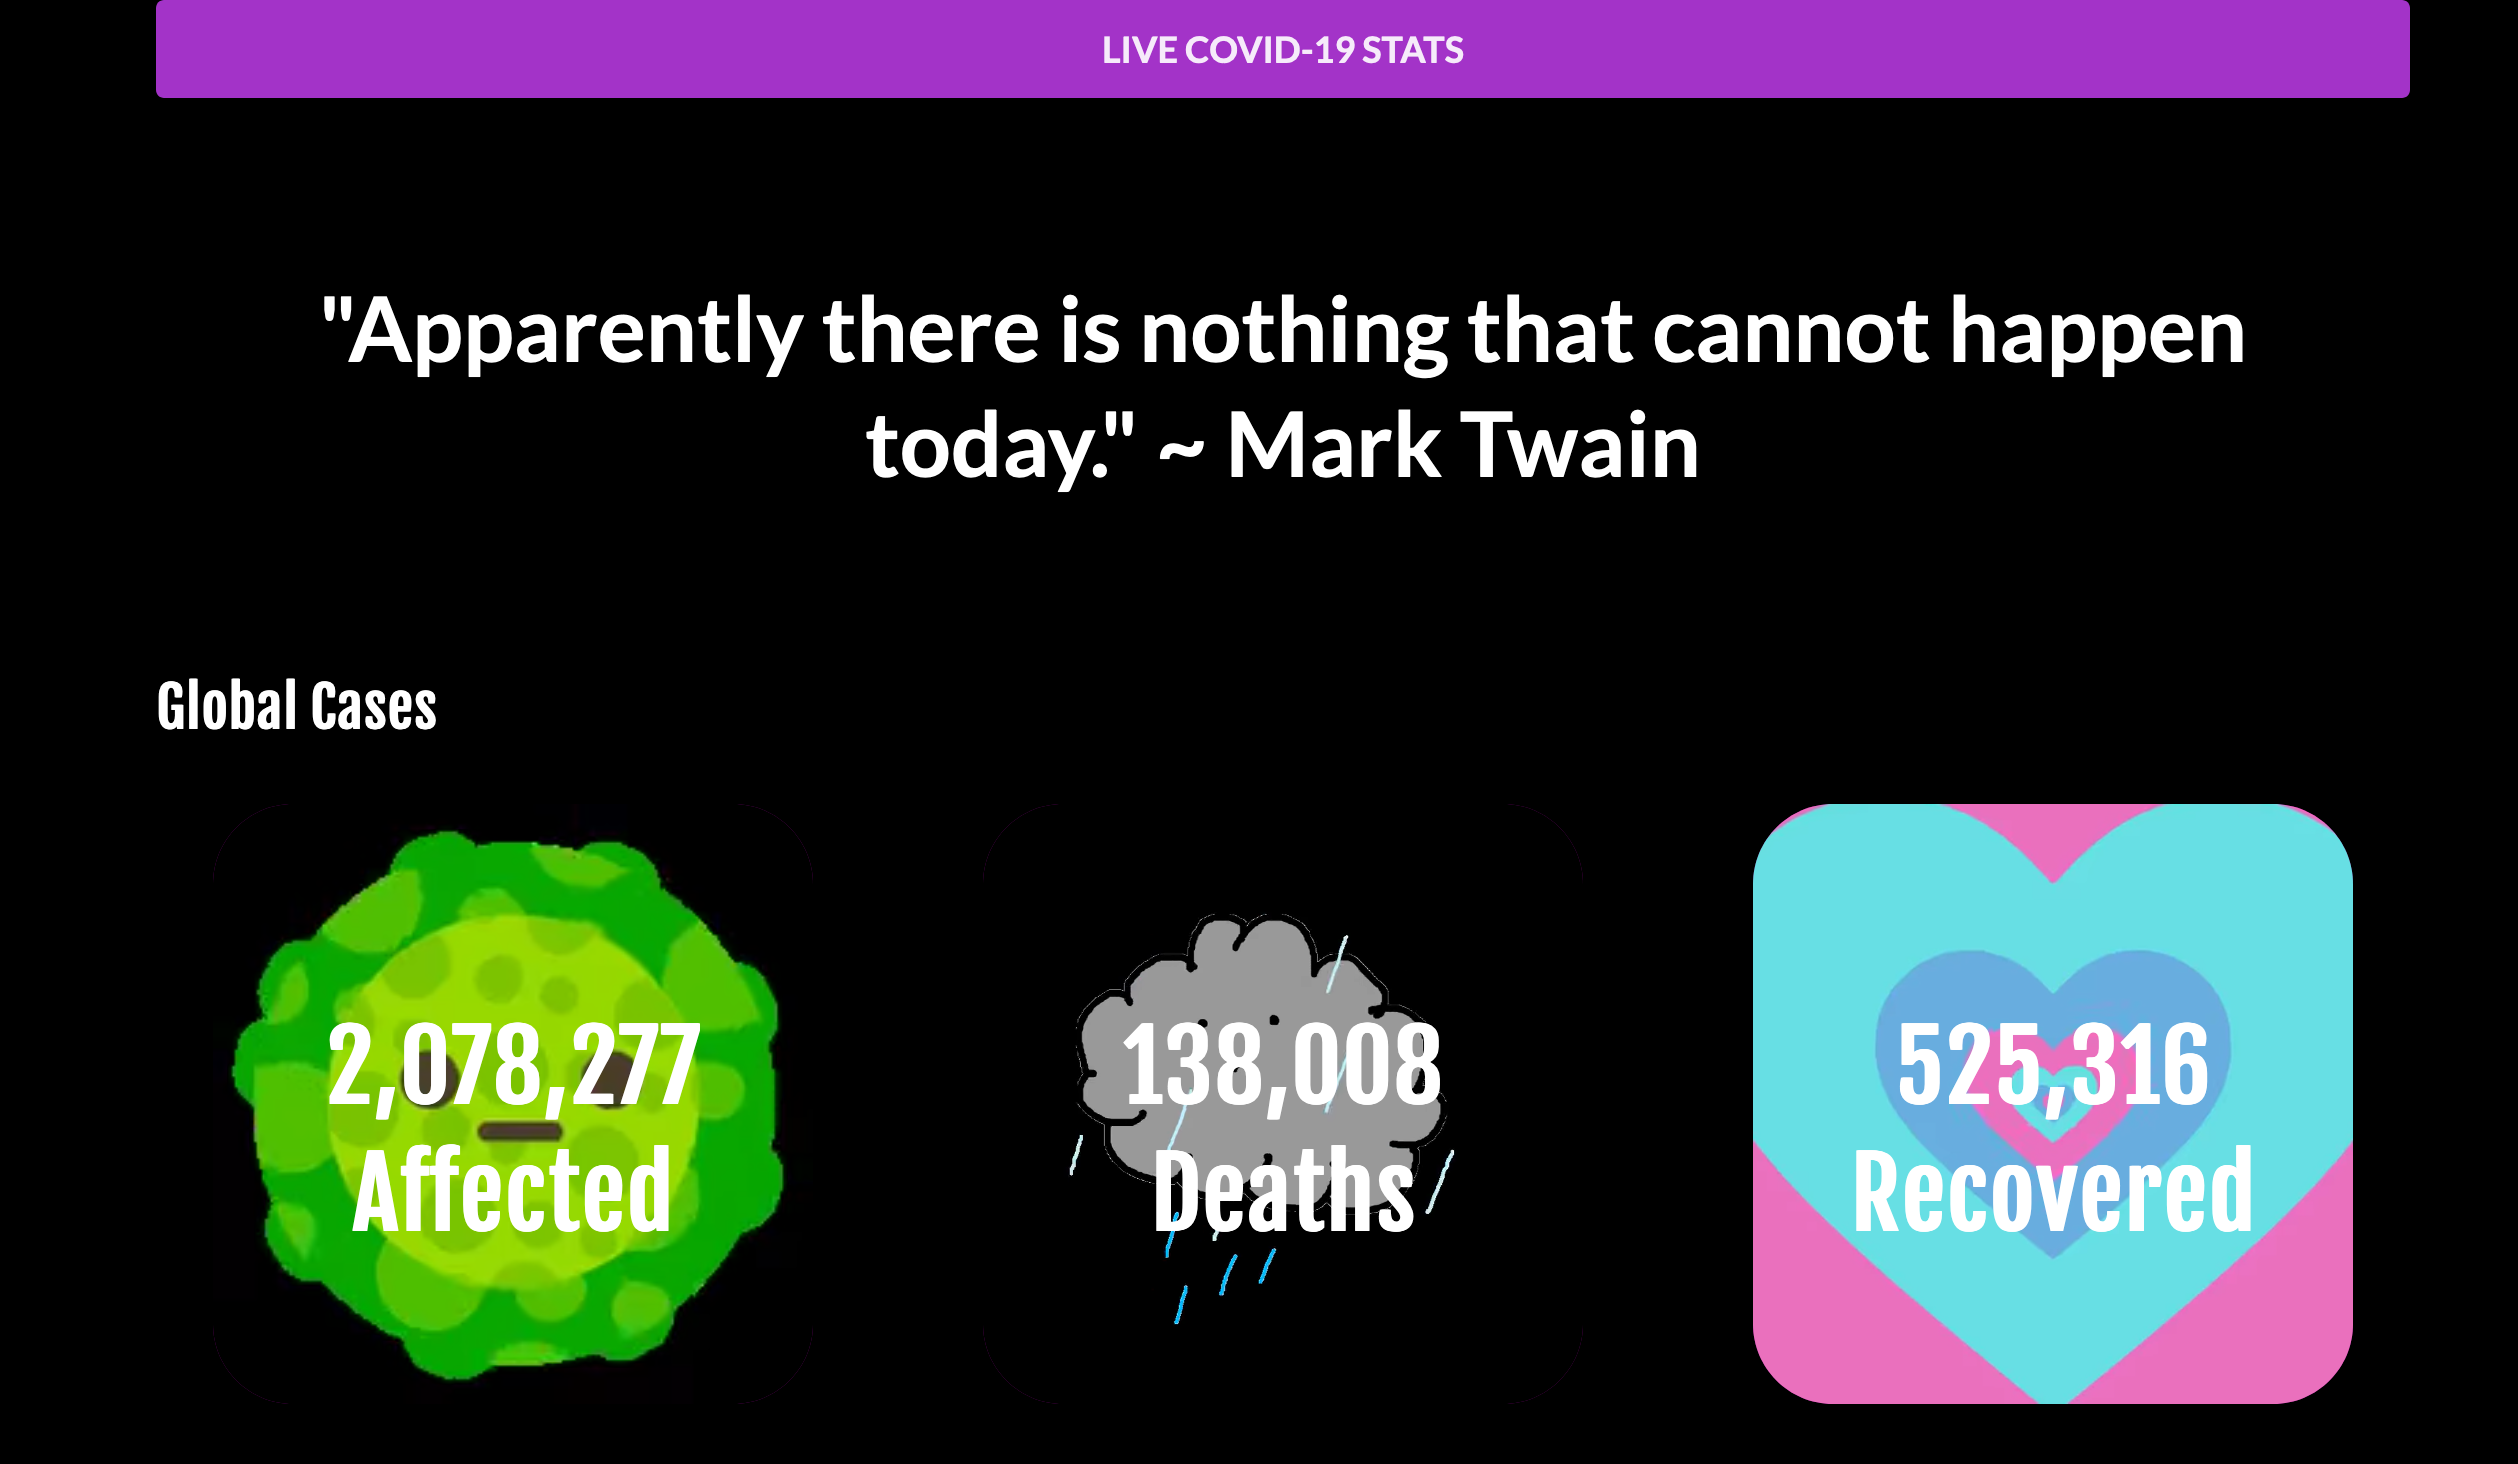 LIVE COVID-19 STATS
"Apparently there is nothing that cannot happen
today." ~ Mark Twain
Global Cases
2,078,277
Affected
138,008
Deaths
525,316
Recovered